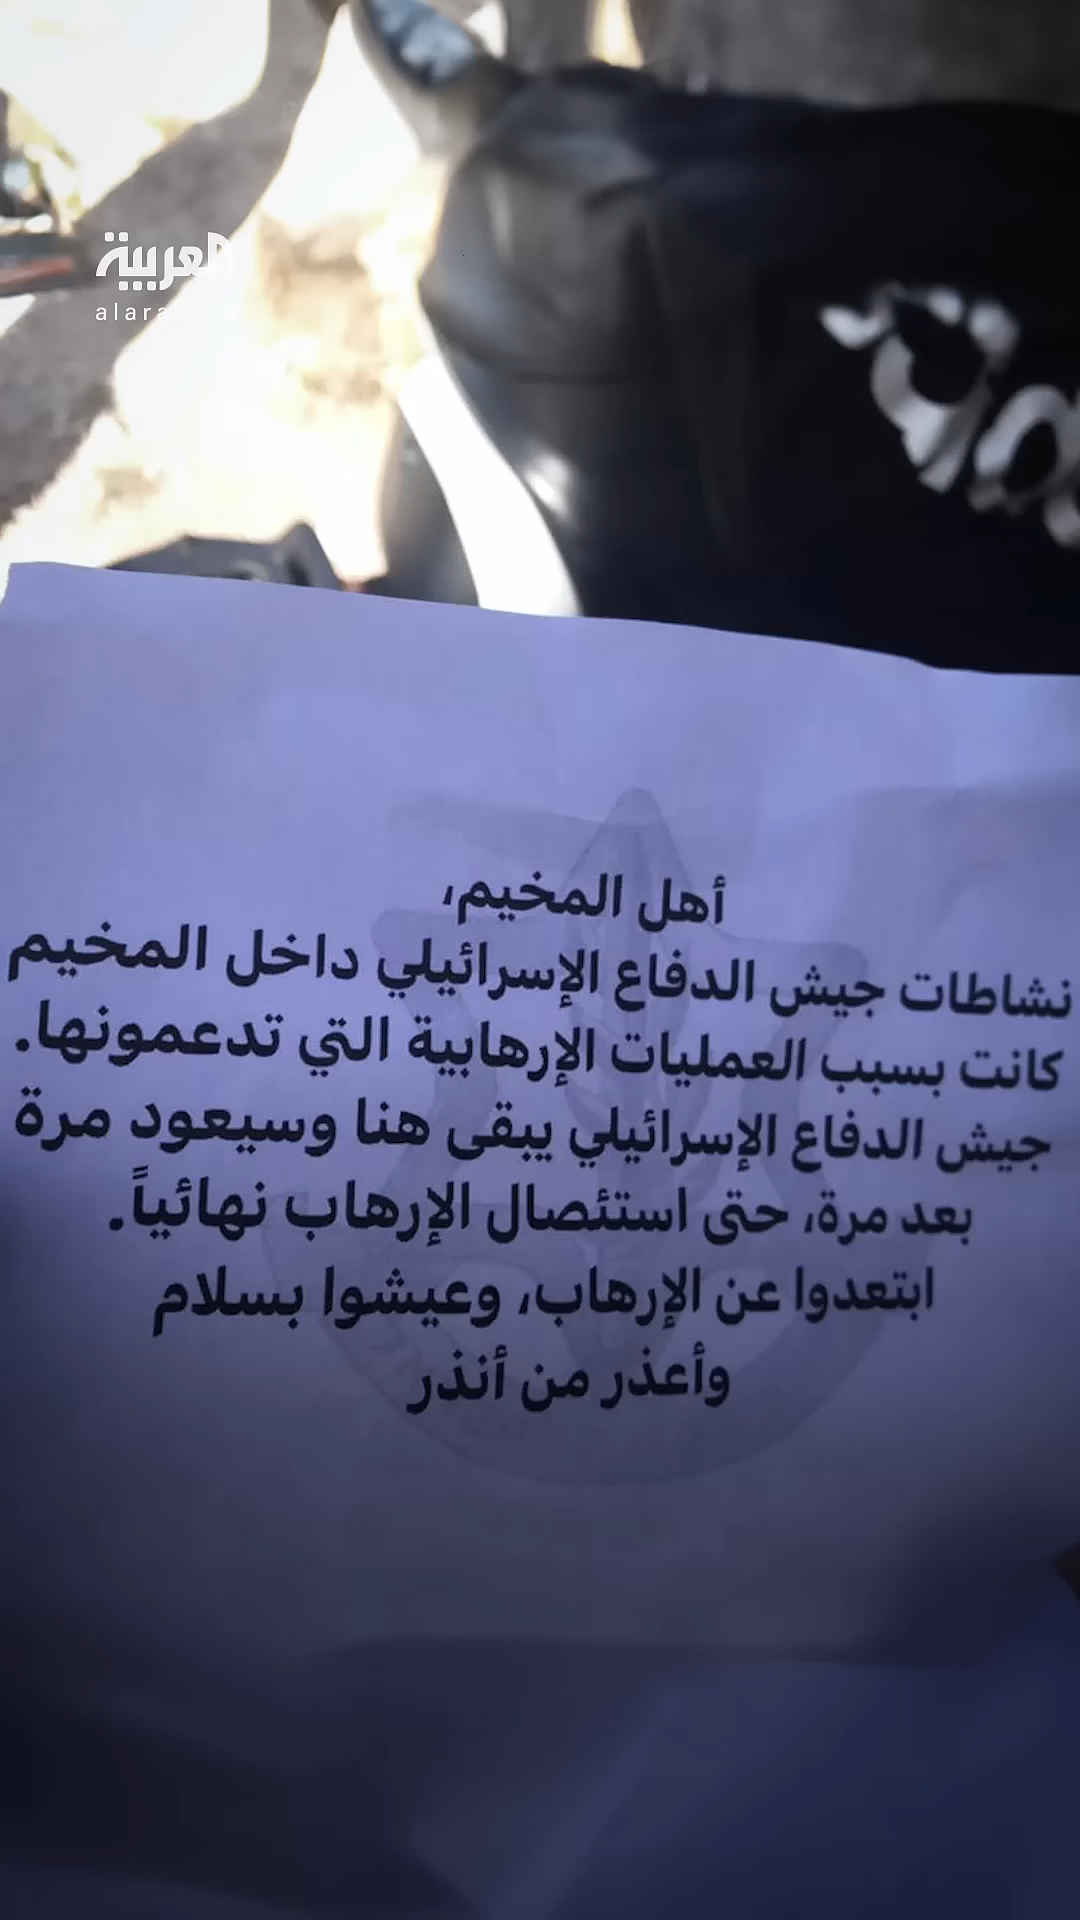 العربية
أهل المخيم،
نشاطات جيش الدفاع الإسرائيلي داخل المخيم
كانت بسبب العمليات الإرهابية التي تدعمونها.
جيش الدفاع الإسرائيلي يبقى هنا وسيعود مرة
بعد مرة، حتى استئصال الإرهاب نهائياً.
ابتعدوا عن الإرهاب، وعيشوا بسلام
وأعذر من أنذر